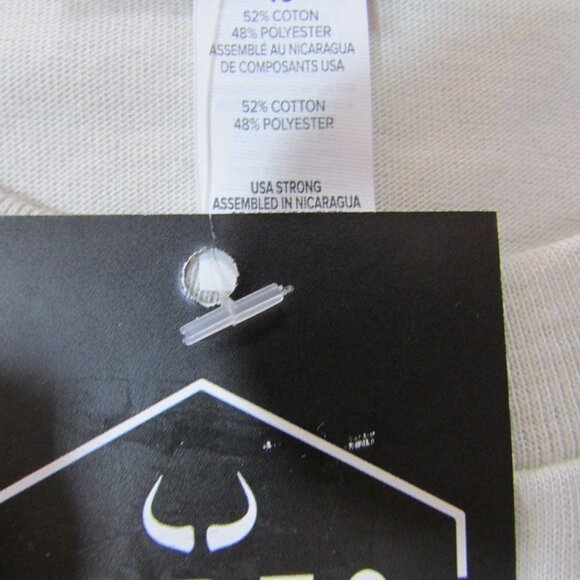 52% COTON
48% POLYESTER
ASSEMBLÉ AU NICARAGUA
DE COMPOSANTS USA
52% COTTON
48% POLYESTER
USA STRONG
ASSEMBLED IN NICARAGUA